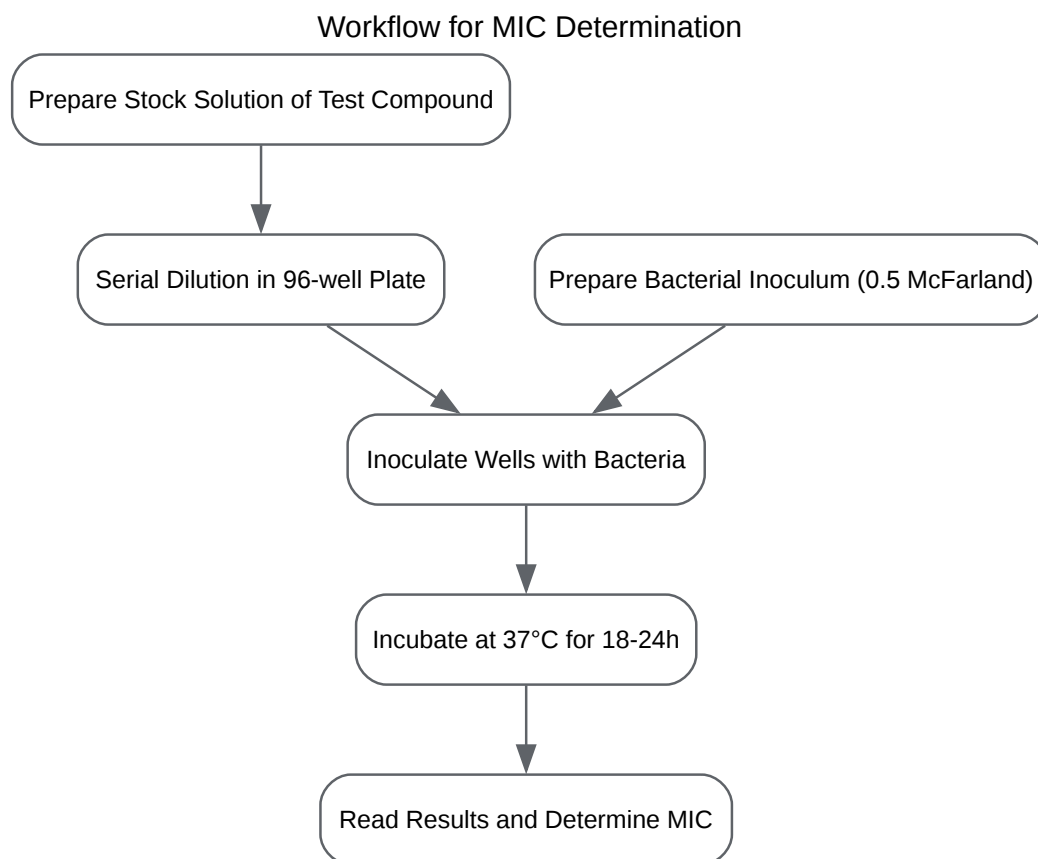 Workflow for MIC Determination
Prepare Stock Solution of Test Compound
Serial Dilution in 96-well Plate
Prepare Bacterial Inoculum (0.5 McFarland)
Inoculate Wells with Bacteria
Incubate at 37°C for 18-24h
Read Results and Determine MIC